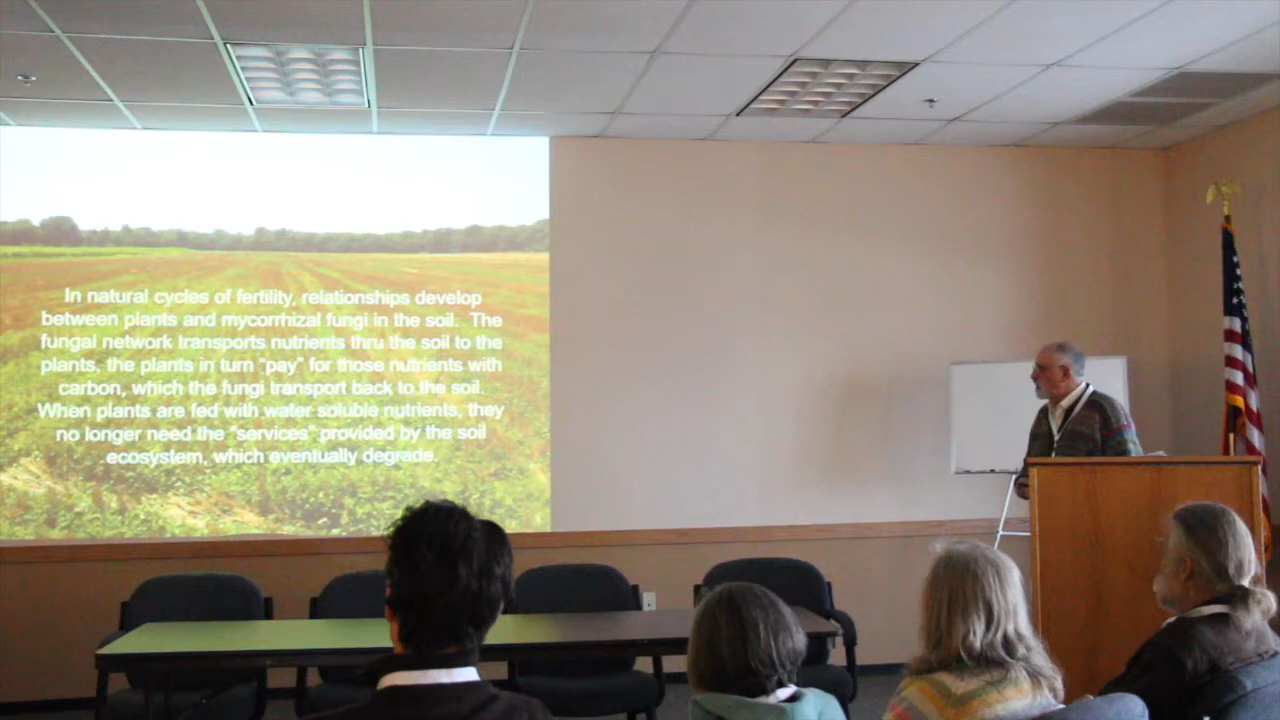 In natural cycles of fertility, relationships develop
between plants and mycorrhizal fungi in the soil. The
fungal network transports nutrients thru the soil to the
plants, the plants in turn "pay" for those nutrients with
carbon, which the fungi transport back to the soil.
When plants are fed with water soluble nutrients, they
no longer need the "services" provided by the soil
ecosystem, which eventually degrade.